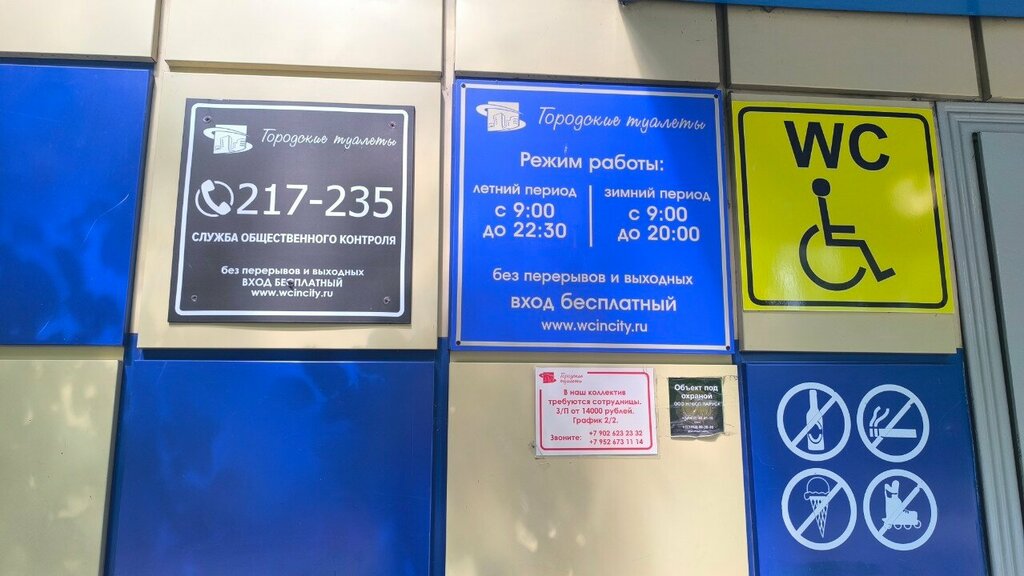 Городские туалеты
217-235
СЛУЖБА ОБЩЕСТВЕННОГО КОНТРОЛЯ
без перерывов и выходных
ВХОД БЕСПЛАТНЫЙ
www.wcincity.ru
Городские туалеты
Режим работы:
летний период
с 9:00
до 22:30
зимний период
с 9:00
до 20:00
без перерывов и выходных
вход бесплатный
www.wcincity.ru
WC
Городские
туалеты
В наш коллектив
требуются сотрудницы.
З/П от 14000 рублей.
График 2/2.
Звоните: +7 902 623 23 32
+7 952 673 11 14
Объект под
охраной